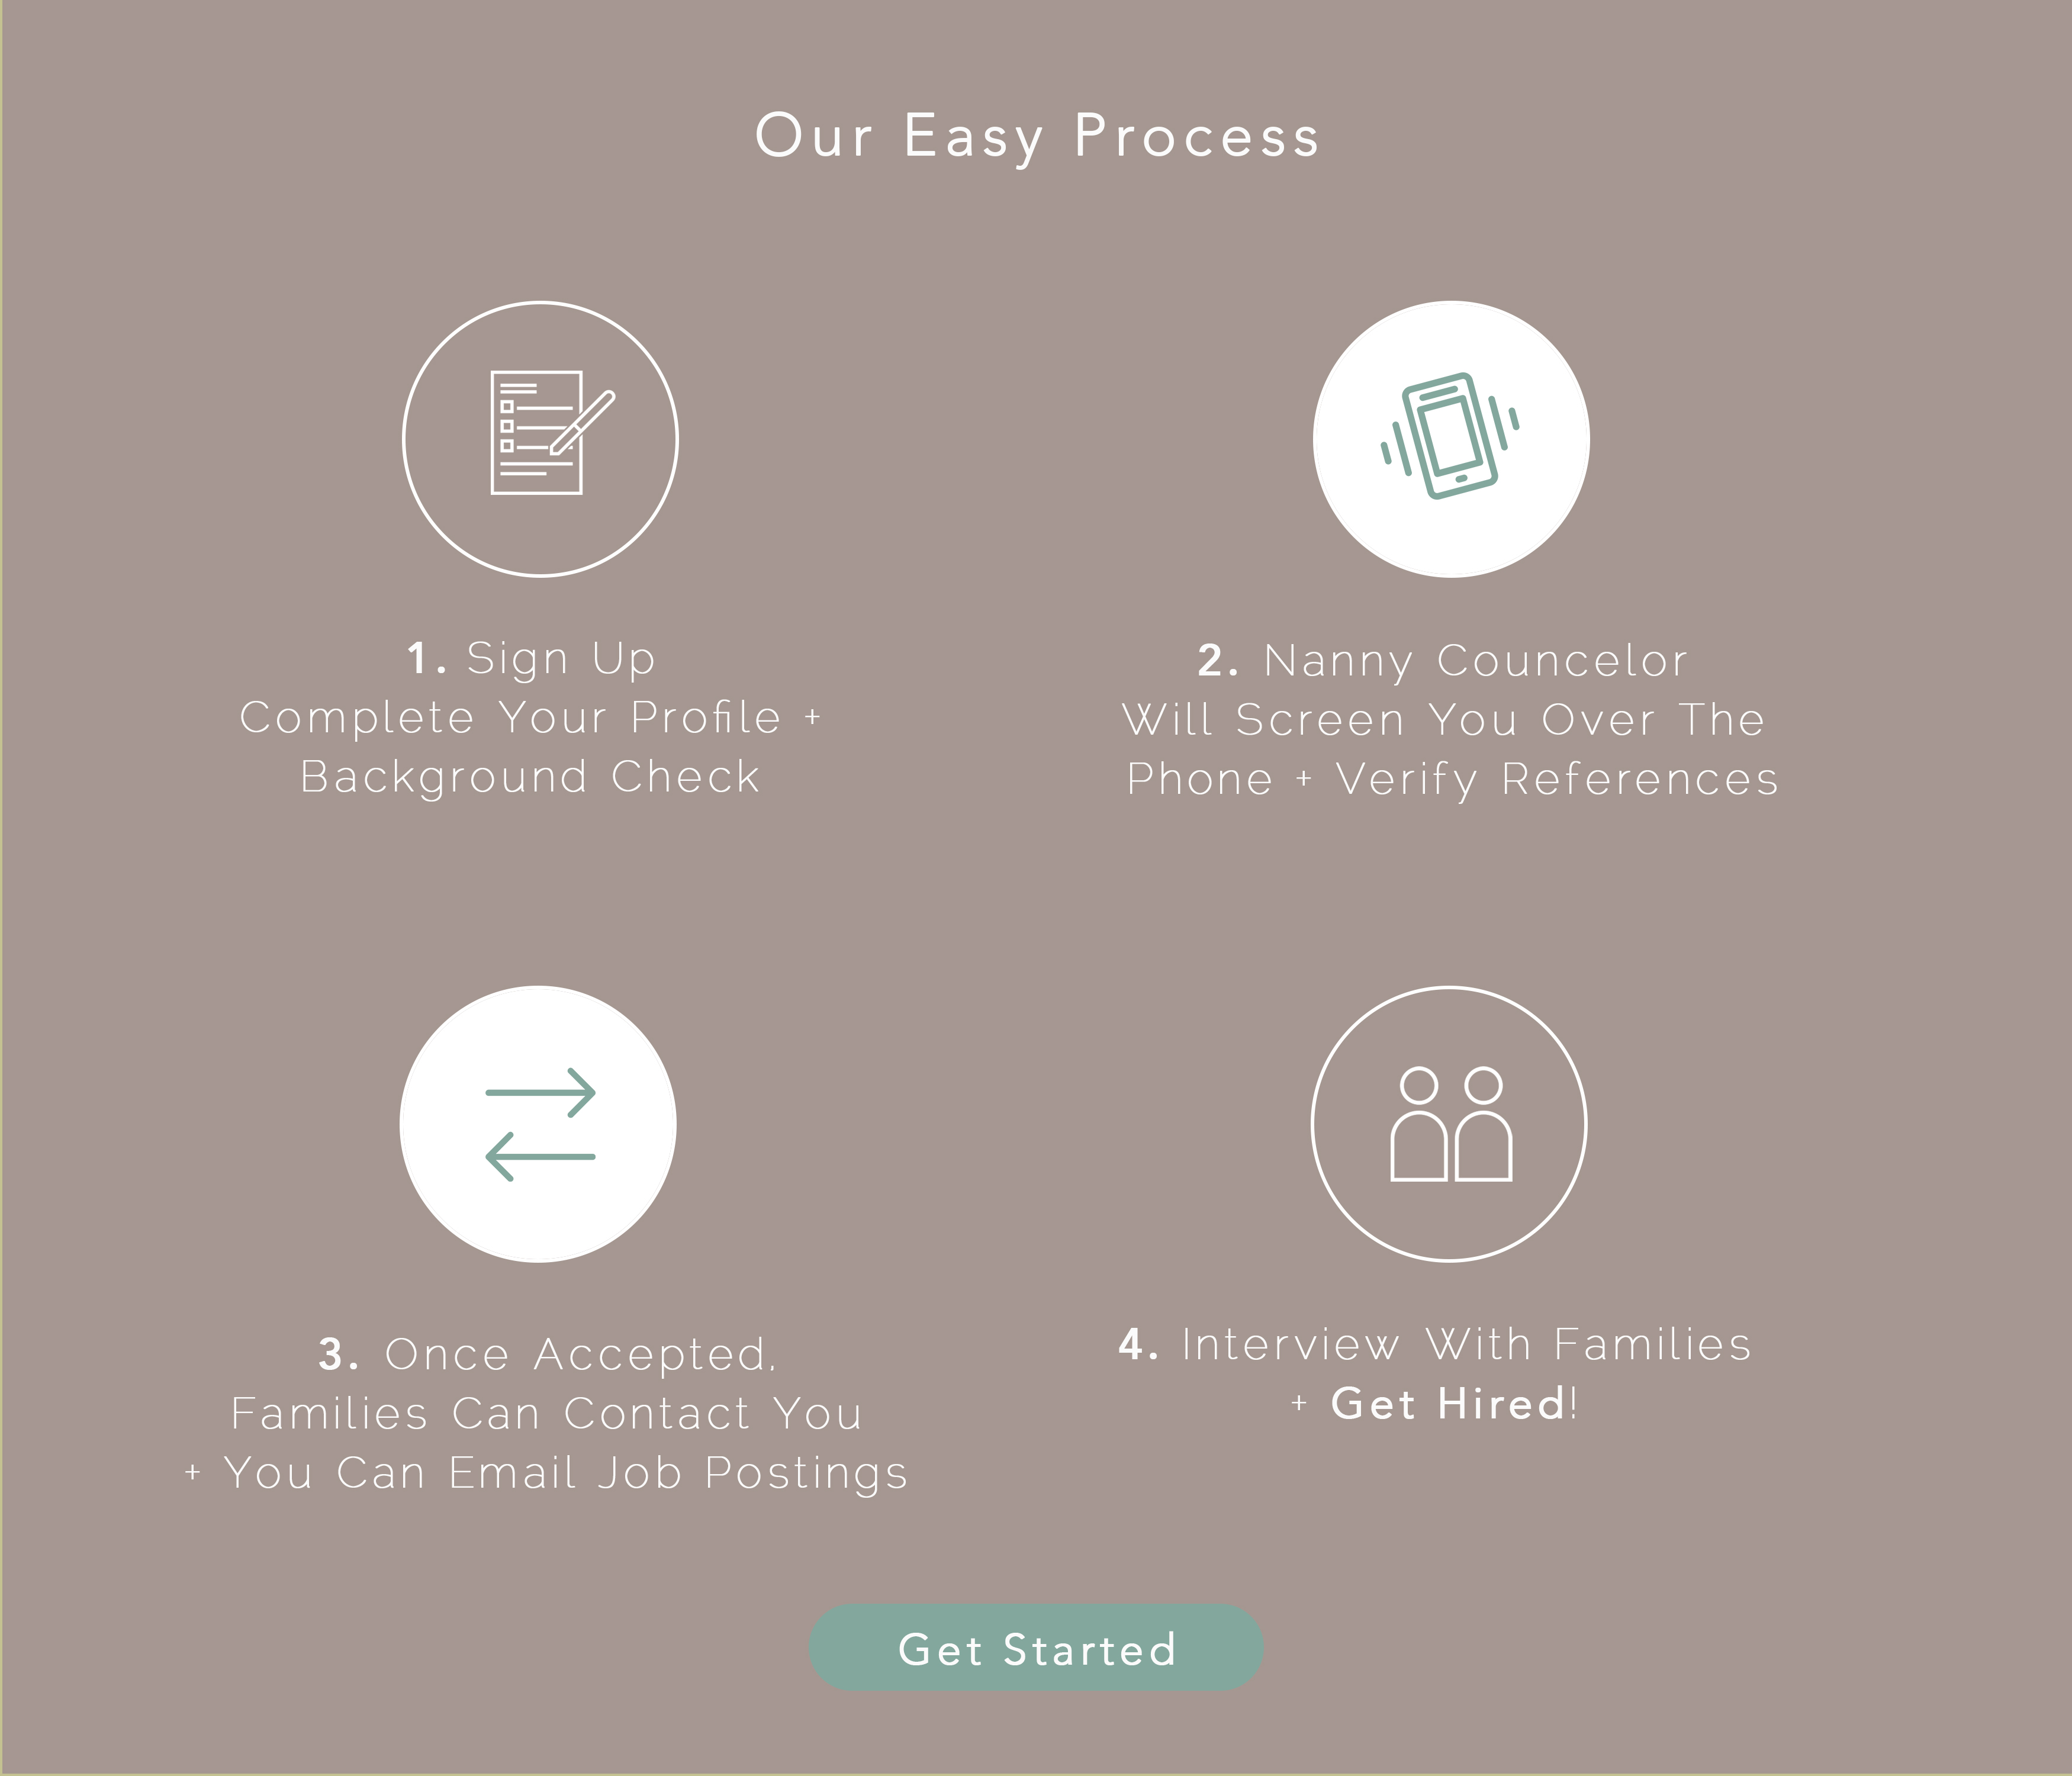 Our Easy Process
1. Sign Up
Complete Your Profile +
Background Check
2. Nanny Councelor
Will Screen You Over The
Phone + Verify References
3. Once Accepted,
Families Can Contact You
+ You Can Email Job Postings
4. Interview With Families
+ Get Hired!
Get Started